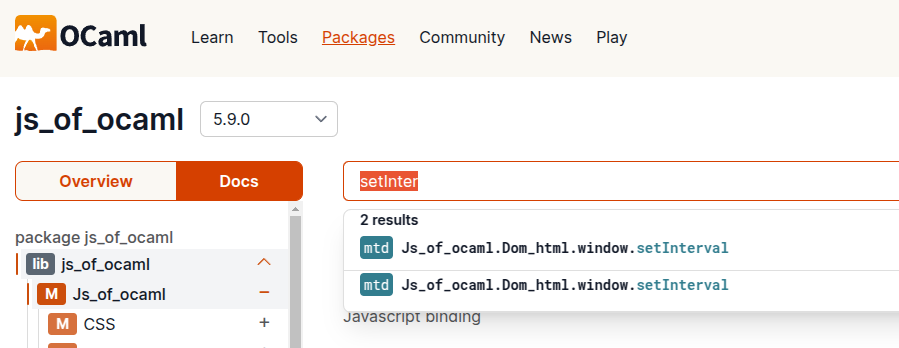 OCaml Learn Tools Packages Community News Play
js_of_ocaml 5.9.0
Overview Docs setInter
2 results
package js_of_ocaml
mtd Js_of_ocaml.Dom_html.window.setInterval
lib js_of_ocaml
mtd Js_of_ocaml.Dom_html.window.setInterval
M Js_of_ocaml −
Javascript binding
M CSS +